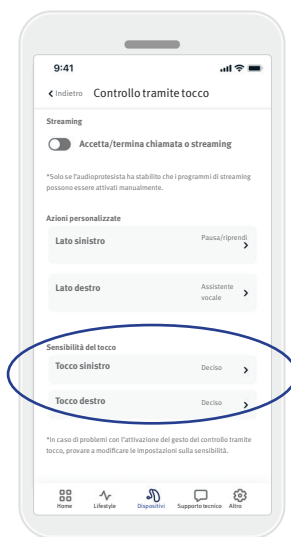 9:41
Indietro Controllo tramite tocco
Streaming
Accetta/termina chiamata o streaming
*Solo se l'audioprotesista ha stabilito che i programmi di streaming
possono essere attivati manualmente.
Azioni personalizzate
Lato sinistro Pausa/riprendi
Lato destro Assistente
vocale
Sensibilità del tocco
Tocco sinistro Deciso
Tocco destro Deciso
*In caso di problemi con l'attivazione del gesto del controllo tramite
tocco, provare a modificare le impostazioni sulla sensibilità.
Home Lifestyle Dispositivi Supporto tecnico Altro